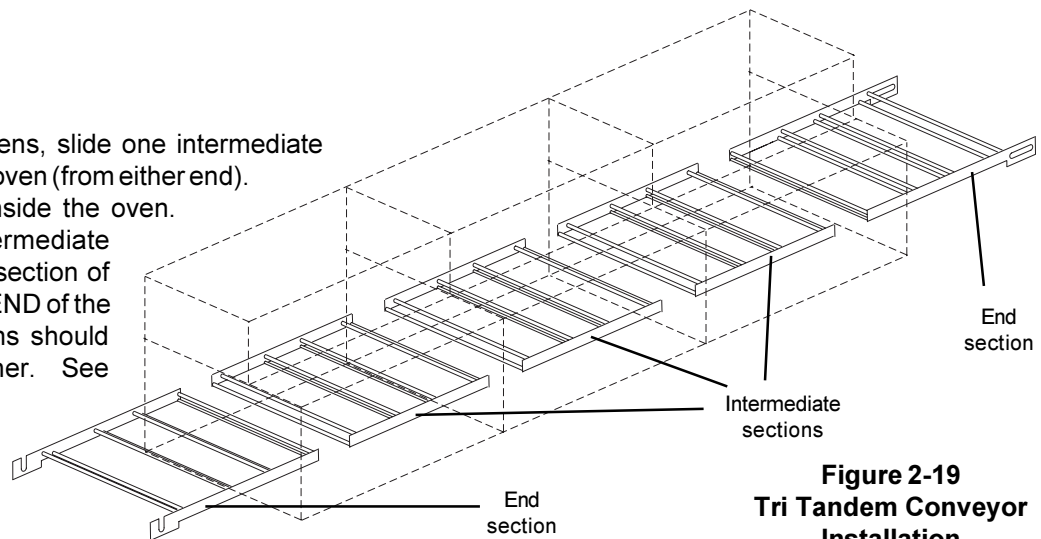 ens, slide one intermediate
oven (from either end).
nside the oven.
ermediate
section of
END of the
ns should
ner. See
End
section
Intermediate
sections
End
section
Figure 2-19
Tri Tandem Conveyor
Installation